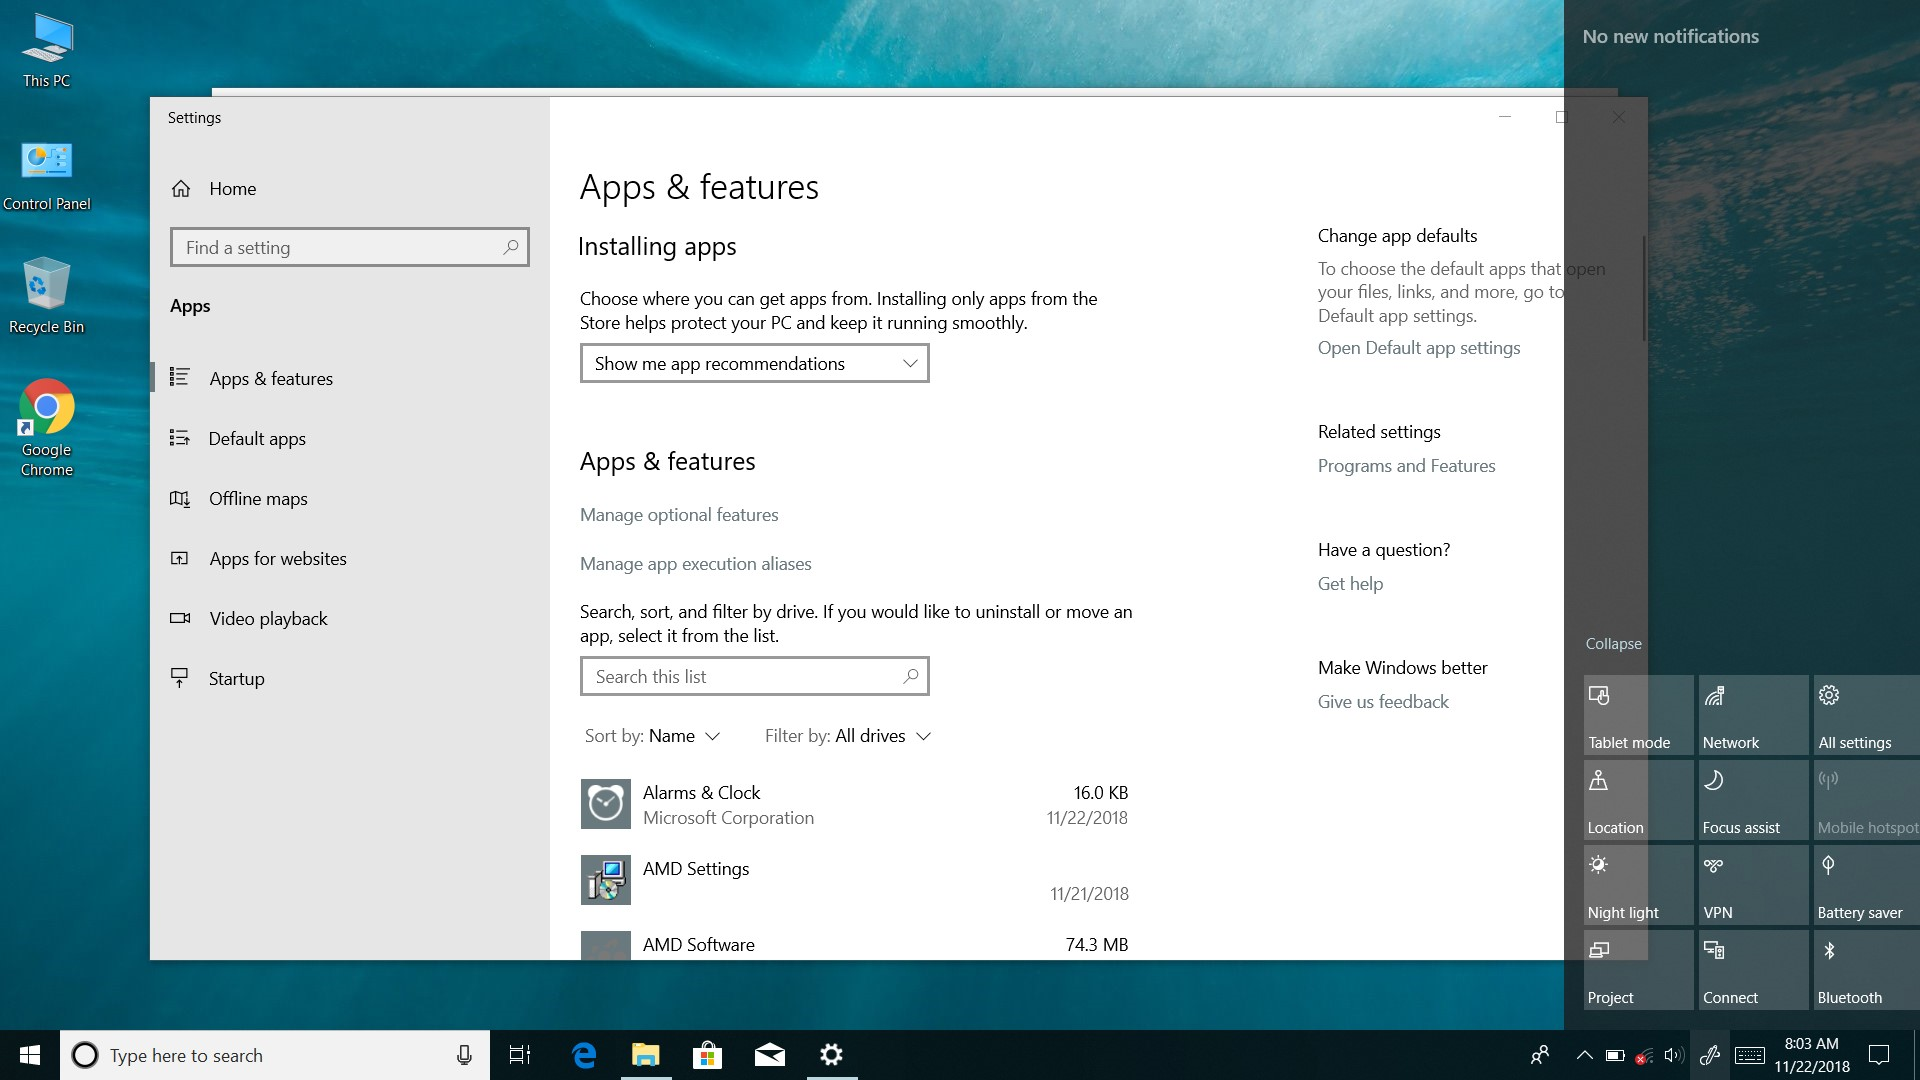 This PC
Control Panel
Recycle Bin
Google
Chrome
Settings
Home
Find a setting
Apps
Apps & features
Default apps
Offline maps
Apps for websites
Video playback
Startup
Apps & features
Installing apps
Choose where you can get apps from. Installing only apps from the
Store helps protect your PC and keep it running smoothly.
Show me app recommendations
Apps & features
Manage optional features
Manage app execution aliases
Search, sort, and filter by drive. If you would like to uninstall or move an
app, select it from the list.
Search this list
Sort by: Name Filter by: All drives
Alarms & Clock 16.0 KB
Microsoft Corporation 11/22/2018
AMD Settings
11/21/2018
AMD Software 74.3 MB
Change app defaults
To choose the default apps that open
your files, links, and more, go to
Default app settings.
Open Default app settings
Related settings
Programs and Features
Have a question?
Get help
Make Windows better
Give us feedback
No new notifications
Collapse
Tablet mode Network All settings
Location Focus assist Mobile hotspot
Night light VPN Battery saver
Project Connect Bluetooth
Type here to search
8:03 AM
11/22/2018